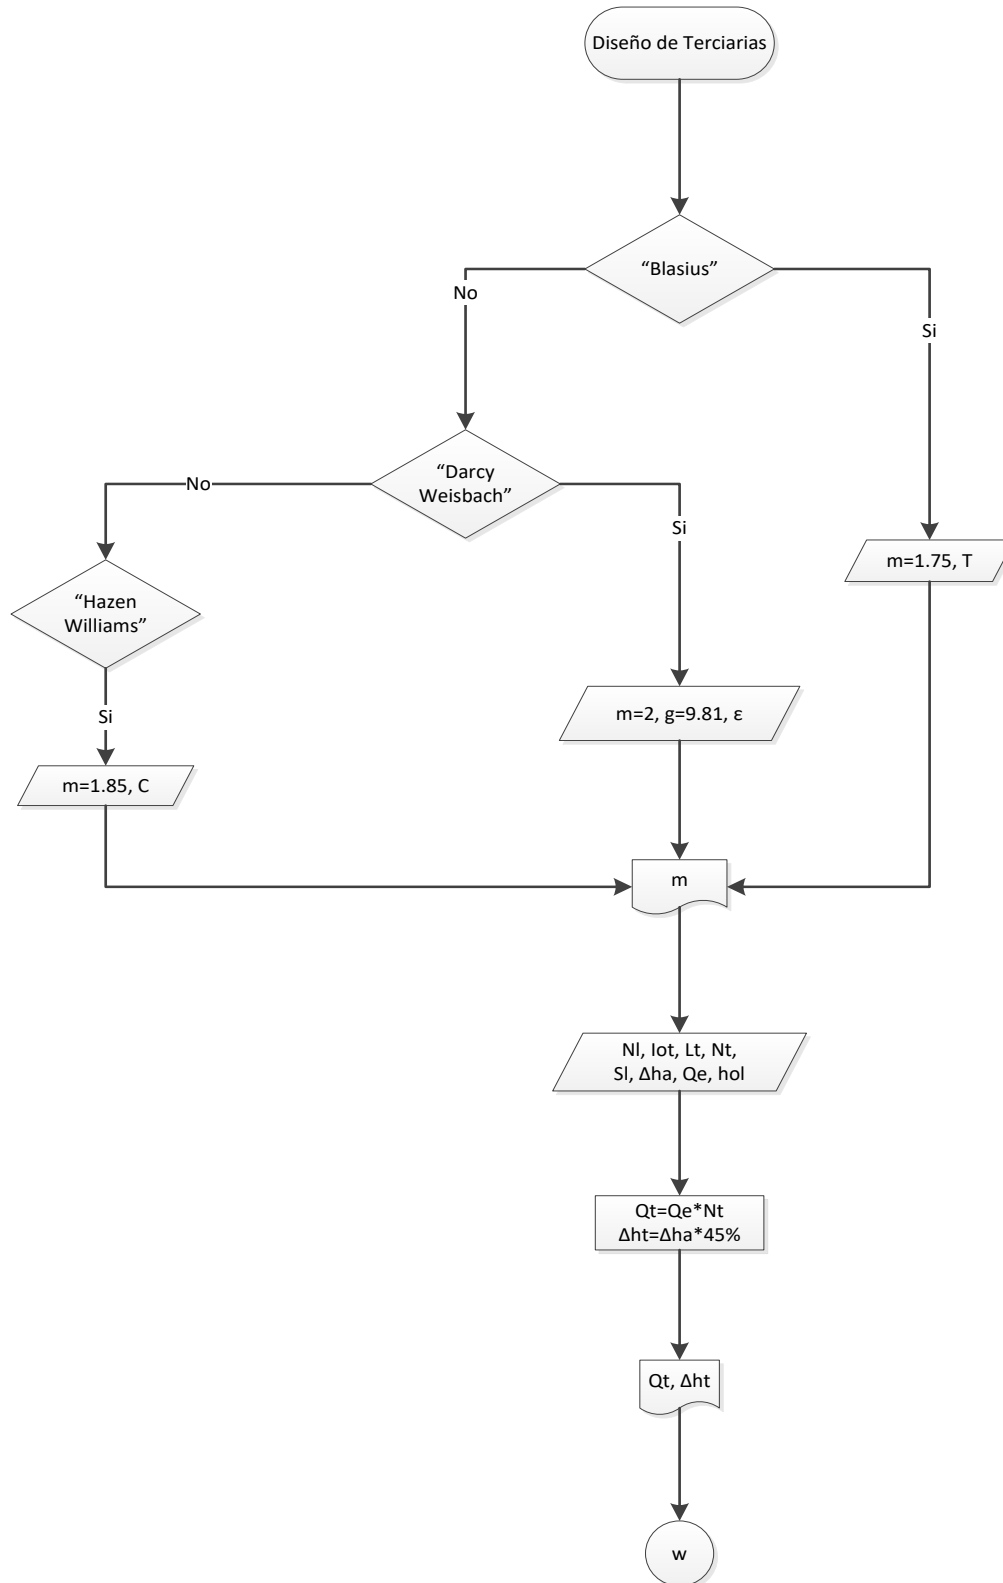 Diseño de Terciarias
“Blasius”
No
Si
“Darcy
Weisbach”
No
Si
m=1.75, T
“Hazen
Williams”
Si
m=2, g=9.81, ε
m=1.85, C
m
Nl, Iot, Lt, Nt,
Sl, Δha, Qe, hol
Qt=Qe*Nt
Δht=Δha*45%
Qt, Δht
w